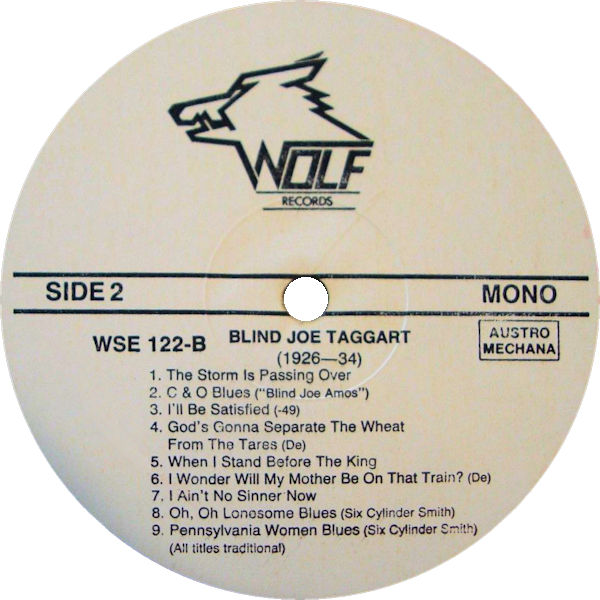 WOLF
RECORDS
SIDE 2
MONO
WSE 122-B
BLIND JOE TAGGART
(1926—34)
AUSTRO
MECHANA
1. The Storm Is Passing Over
2. C & O Blues ("Blind Joe Amos")
3. I'll Be Satisfied (-49)
4. God's Gonna Separate The Wheat
From The Tares (De)
5. When I Stand Before The King
6. I Wonder Will My Mother Be On That Train? (De)
7. I Ain't No Sinner Now
8. Oh, Oh Lonesome Blues (Six Cylinder Smith)
9. Pennsylvania Women Blues (Six Cylinder Smith)
(All titles traditional)